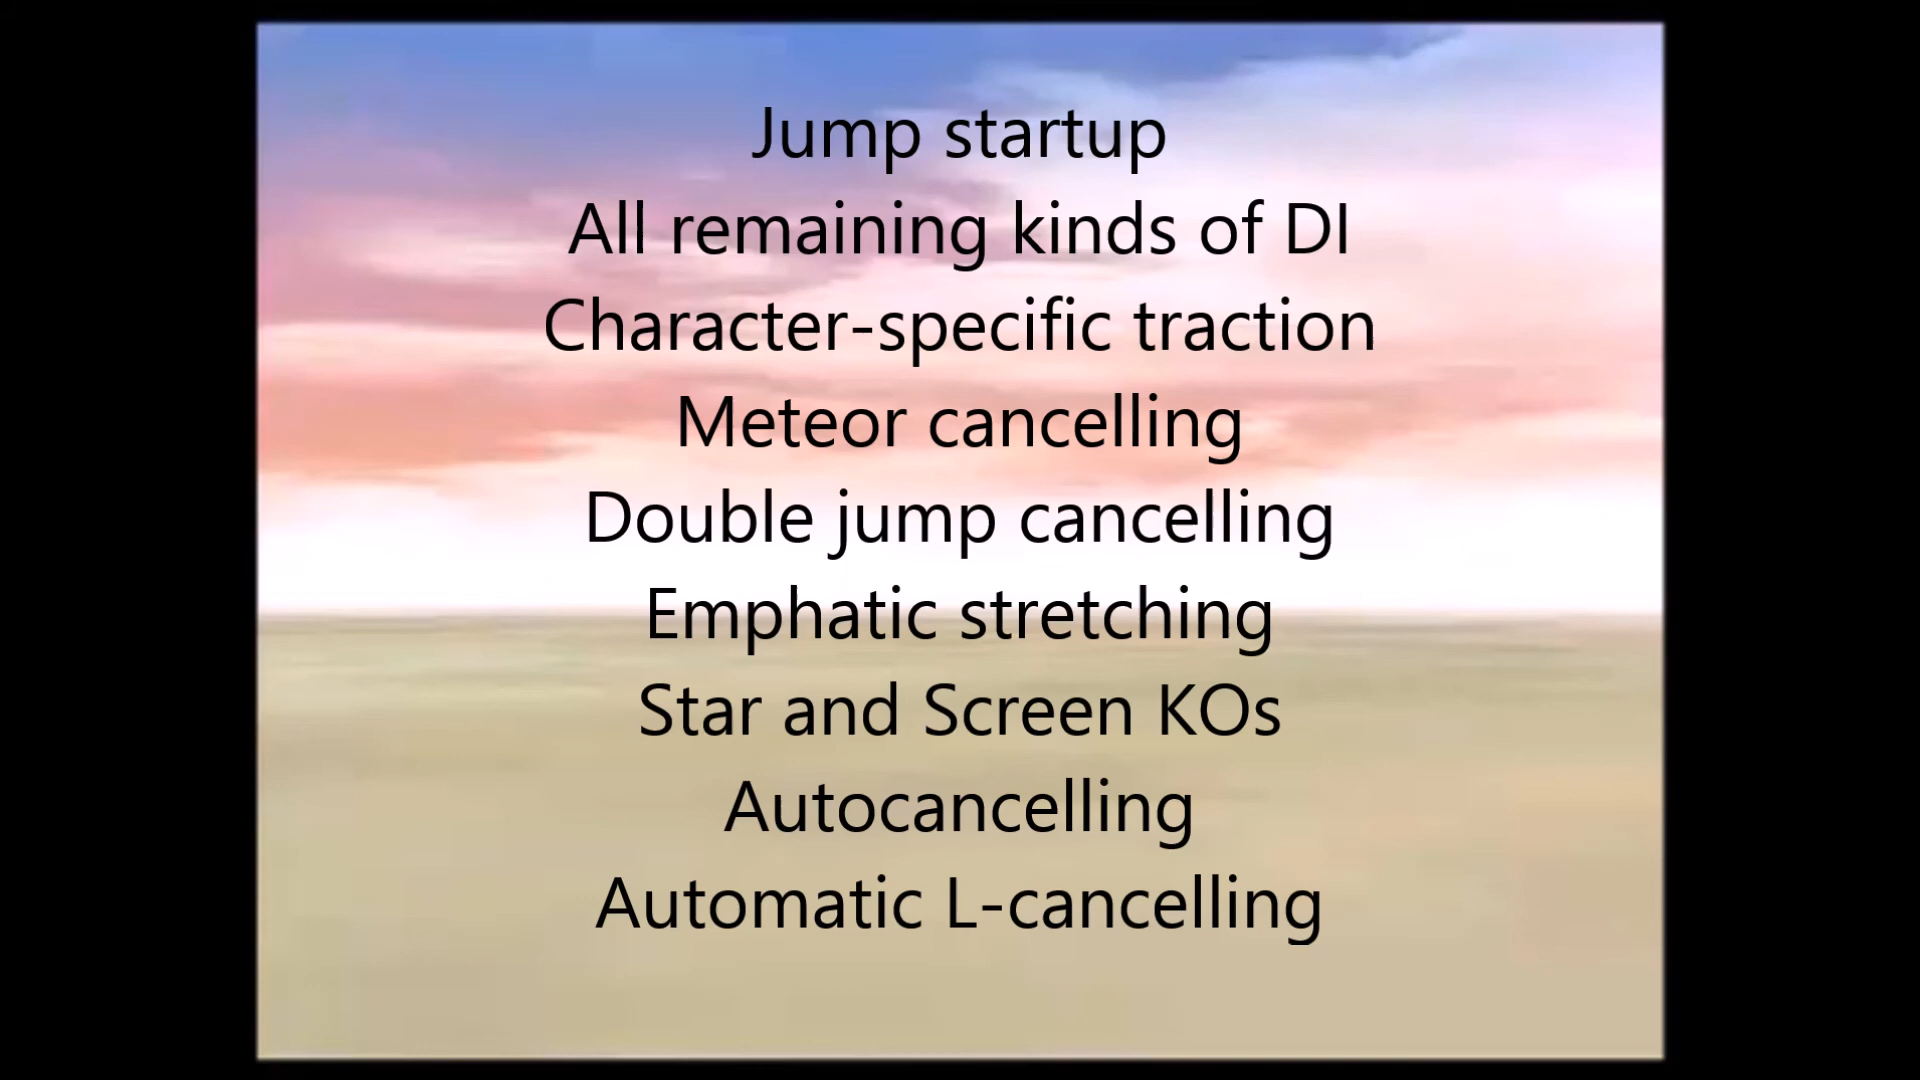 Jump startup
All remaining kinds of DI
Character-specific traction
Meteor cancelling
Double jump cancelling
Emphatic stretching
Star and Screen KOs
Autocancelling
Automatic L-cancelling